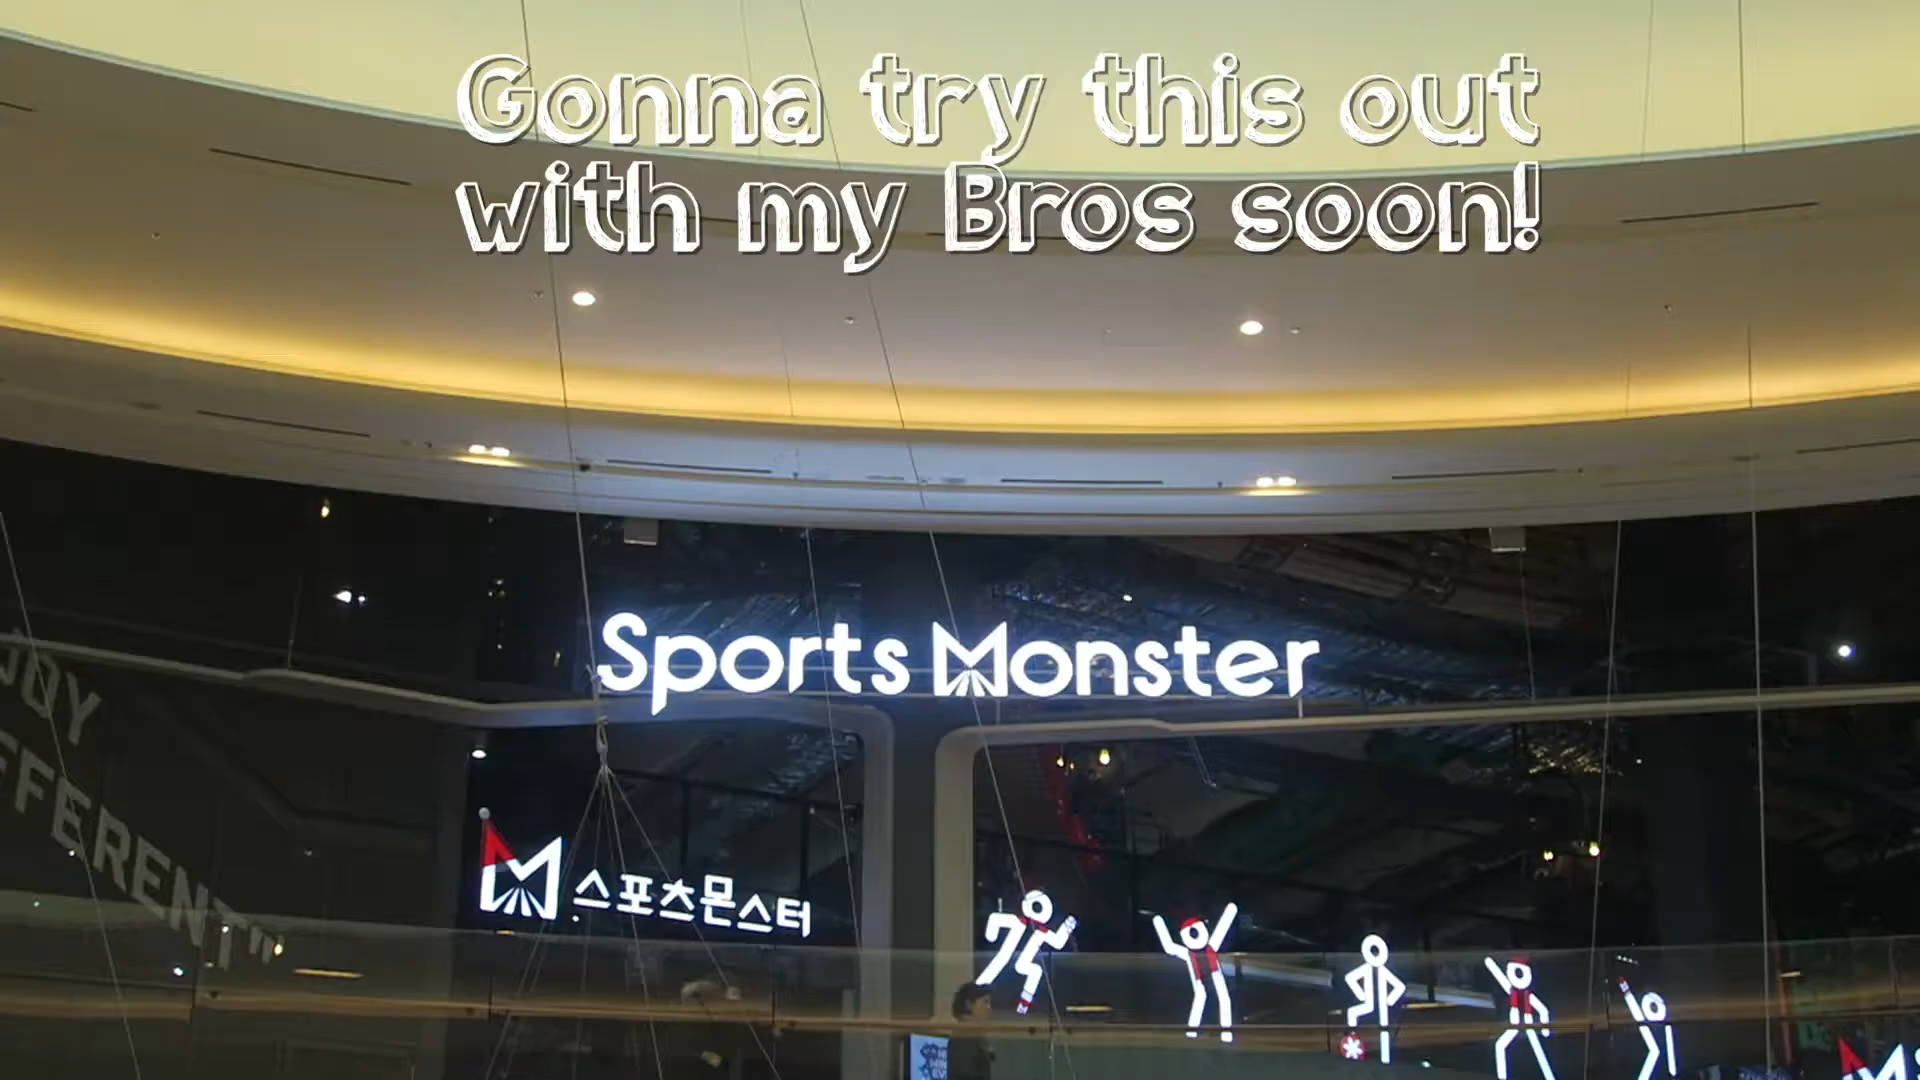 Gonna try this out
with my Bros soon!
Sports Monster
스포츠몬스터
FFERENT"